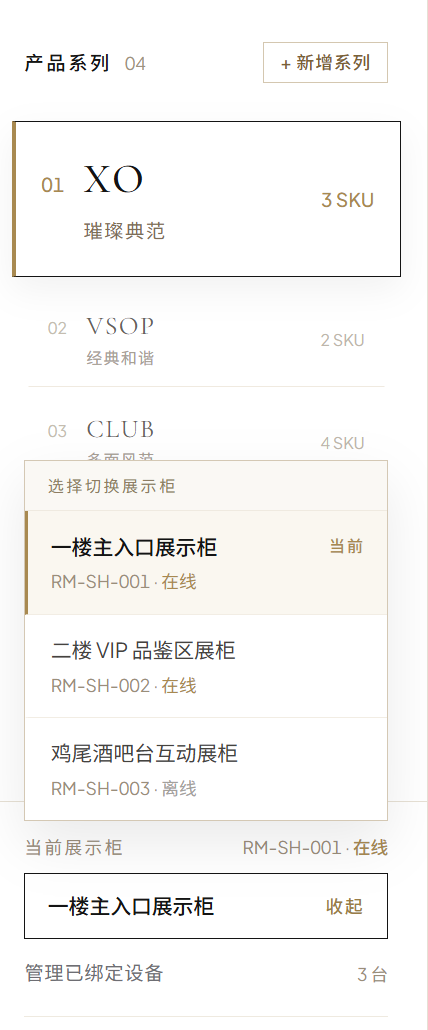 产品系列 04
+ 新增系列
01 XO
3 SKU
璀璨典范
02 VSOP
2 SKU
经典和谐
03 CLUB
4 SKU
选择切换展示柜
一楼主入口展示柜
当前
RM-SH-001 · 在线
二楼 VIP 品鉴区展柜
RM-SH-002 · 在线
鸡尾酒吧台互动展柜
RM-SH-003 · 离线
当前展示柜
RM-SH-001 · 在线
一楼主入口展示柜
收起
管理已绑定设备
3 台